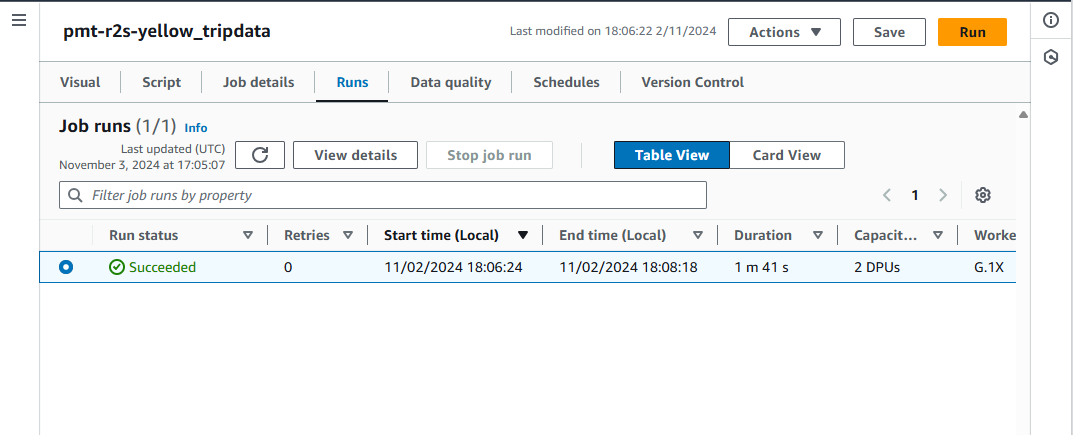 pmt-r2s-yellow_tripdata
Last modified on 18:06:22 2/11/2024
Actions
Save
Run
Visual
Script
Job details
Runs
Data quality
Schedules
Version Control
Job runs (1/1) Info
Last updated (UTC)
November 3, 2024 at 17:05:07
View details
Stop job run
Table View
Card View
Filter job runs by property
1
Run status Retries Start time (Local) End time (Local) Duration Capacit... Worke
Succeeded 0 11/02/2024 18:06:24 11/02/2024 18:08:18 1 m 41 s 2 DPUs G.1X